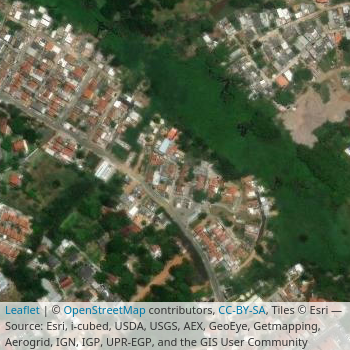 Leaflet | © OpenStreetMap contributors, CC-BY-SA, Tiles © Esri —
Source: Esri, i-cubed, USDA, USGS, AEX, GeoEye, Getmapping,
Aerogrid, IGN, IGP, UPR-EGP, and the GIS User Community